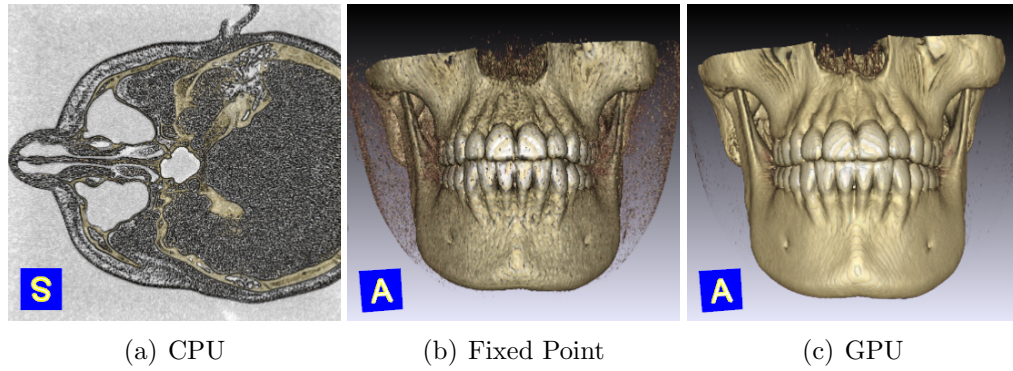 S
A
A
(a) CPU
(b) Fixed Point
(c) GPU